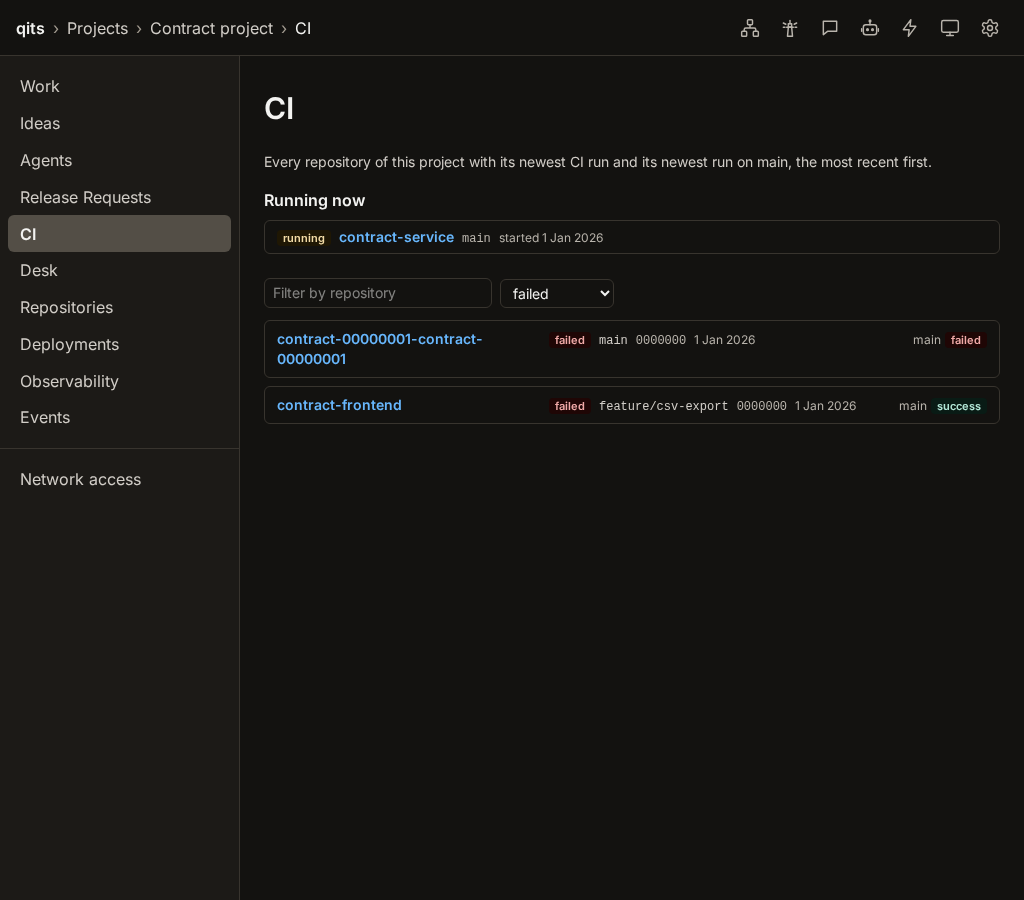 qits › Projects › Contract project › CI
Work
Ideas
Agents
Release Requests
CI
Desk
Repositories
Deployments
Observability
Events
Network access
CI
Every repository of this project with its newest CI run and its newest run on main, the most recent first.
Running now
running contract-service main started 1 Jan 2026
Filter by repository failed
contract-00000001-contract-00000001 failed main 0000000 1 Jan 2026 main failed
contract-frontend failed feature/csv-export 0000000 1 Jan 2026 main success